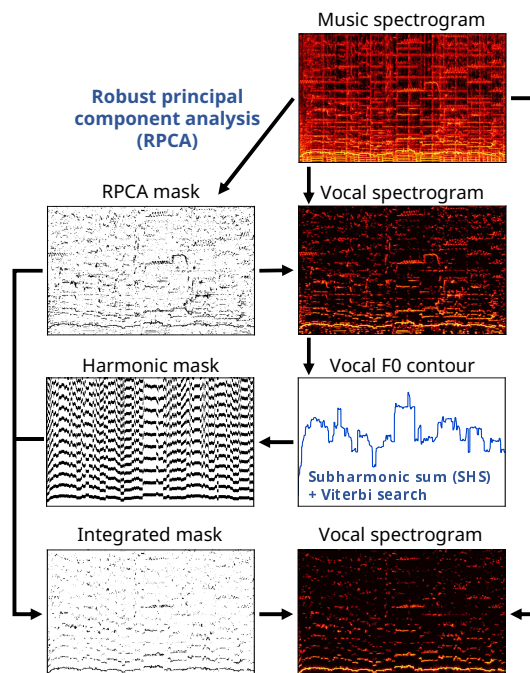 Music spectrogram
Robust principal
component analysis
(RPCA)
RPCA mask
Vocal spectrogram
Harmonic mask
Vocal F0 contour
Subharmonic sum (SHS)
+ Viterbi search
Integrated mask
Vocal spectrogram